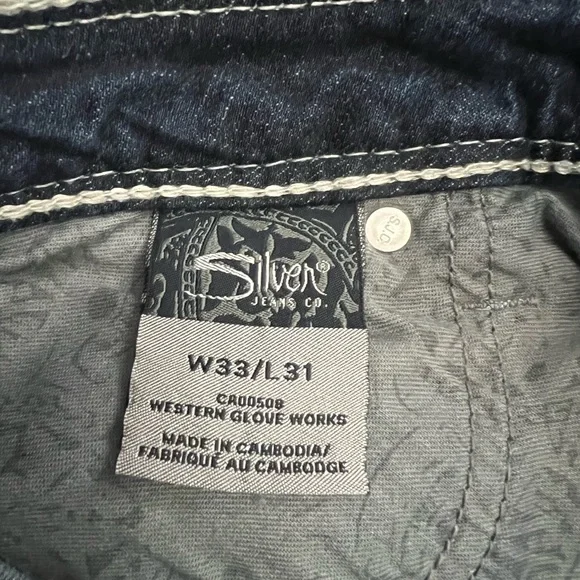 Silver®
JEANS CO.
S.J.C.
W33/L31
CA00508
WESTERN GLOVE WORKS
MADE IN CAMBODIA/
FABRIQUÉ AU CAMBODGE